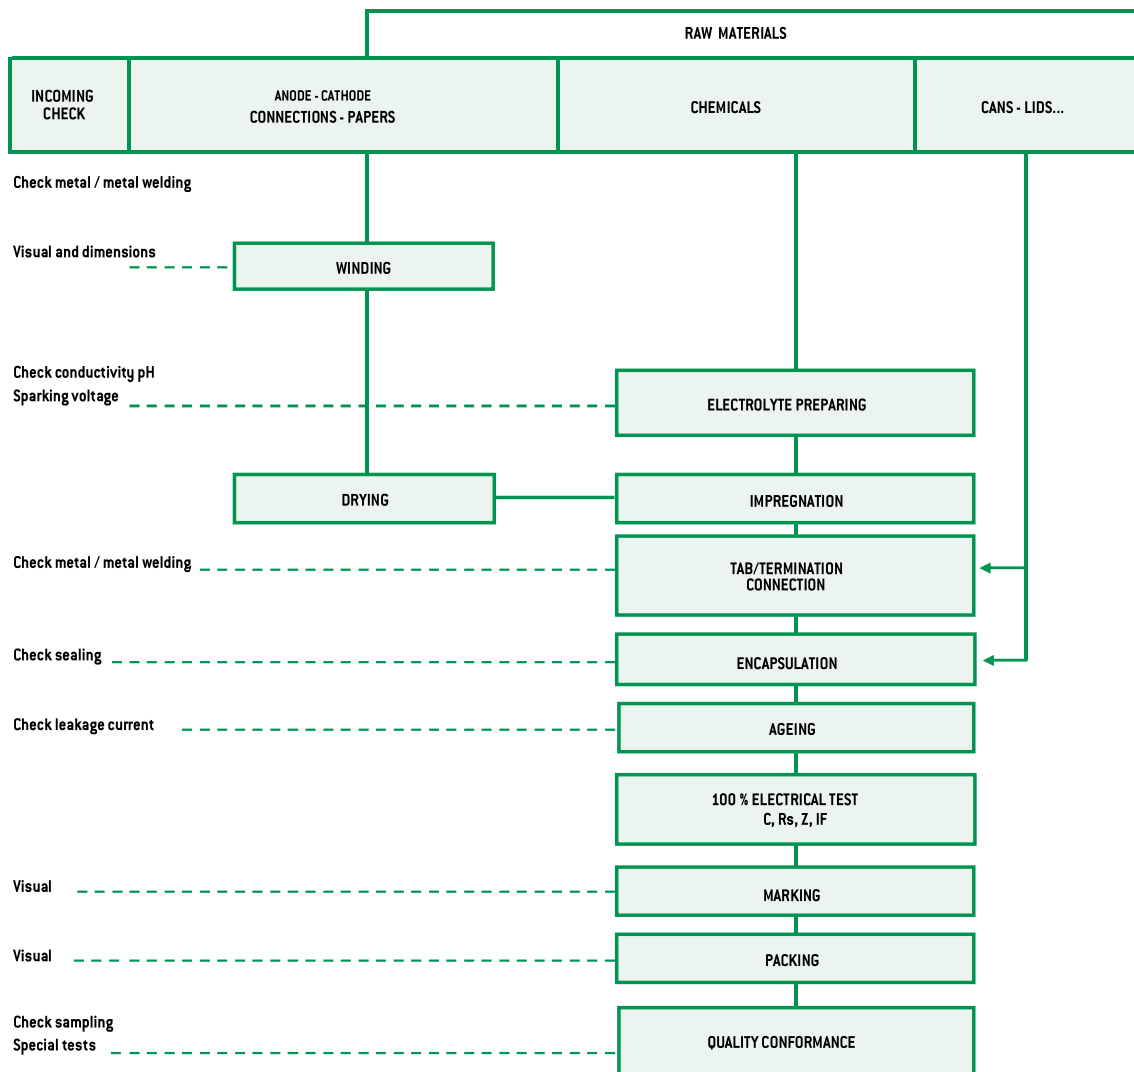 RAW MATERIALS
INCOMING
CHECK
ANODE - CATHODE
CONNECTIONS - PAPERS
CHEMICALS
CANS - LIDS...
Check metal / metal welding
Visual and dimensions
WINDING
Check conductivity pH
Sparking voltage
ELECTROLYTE PREPARING
DRYING
IMPREGNATION
Check metal / metal welding
TAB/TERMINATION
CONNECTION
Check sealing
ENCAPSULATION
Check leakage current
AGEING
100 % ELECTRICAL TEST
C, Rs, Z, IF
Visual
MARKING
Visual
PACKING
Check sampling
Special tests
QUALITY CONFORMANCE